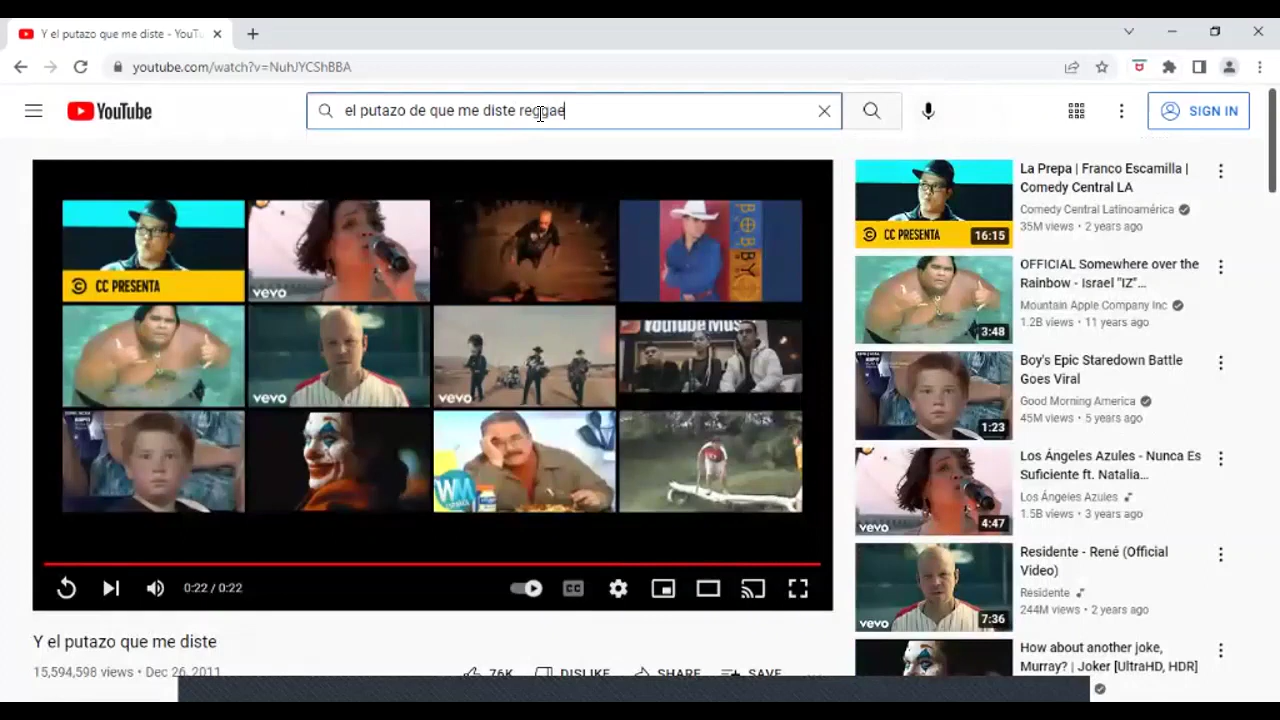 Y el putazo que me diste - YouTu
youtube.com/watch?v=NuhJYCShBBA
YouTube
el putazo de que me diste reggae
SIGN IN
CC PRESENTA
vevo
BOBBY
YouTube Mus
vevo
vevo
0:22 / 0:22
CC
Y el putazo que me diste
15,594,598 views • Dec 26, 2011
76K
DISLIKE
SHARE
SAVE
CC PRESENTA
16:15
La Prepa | Franco Escamilla |
Comedy Central LA
Comedy Central Latinoamérica
35M views • 2 years ago
3:48
OFFICIAL Somewhere over the
Rainbow - Israel "IZ"...
Mountain Apple Company Inc
1.2B views • 11 years ago
1:23
Boy's Epic Staredown Battle
Goes Viral
Good Morning America
45M views • 5 years ago
vevo
4:47
Los Ángeles Azules - Nunca Es
Suficiente ft. Natalia...
Los Ángeles Azules
1.5B views • 3 years ago
vevo
7:36
Residente - René (Official
Video)
Residente
244M views • 2 years ago
How about another joke,
Murray? | Joker [UltraHD, HDR]